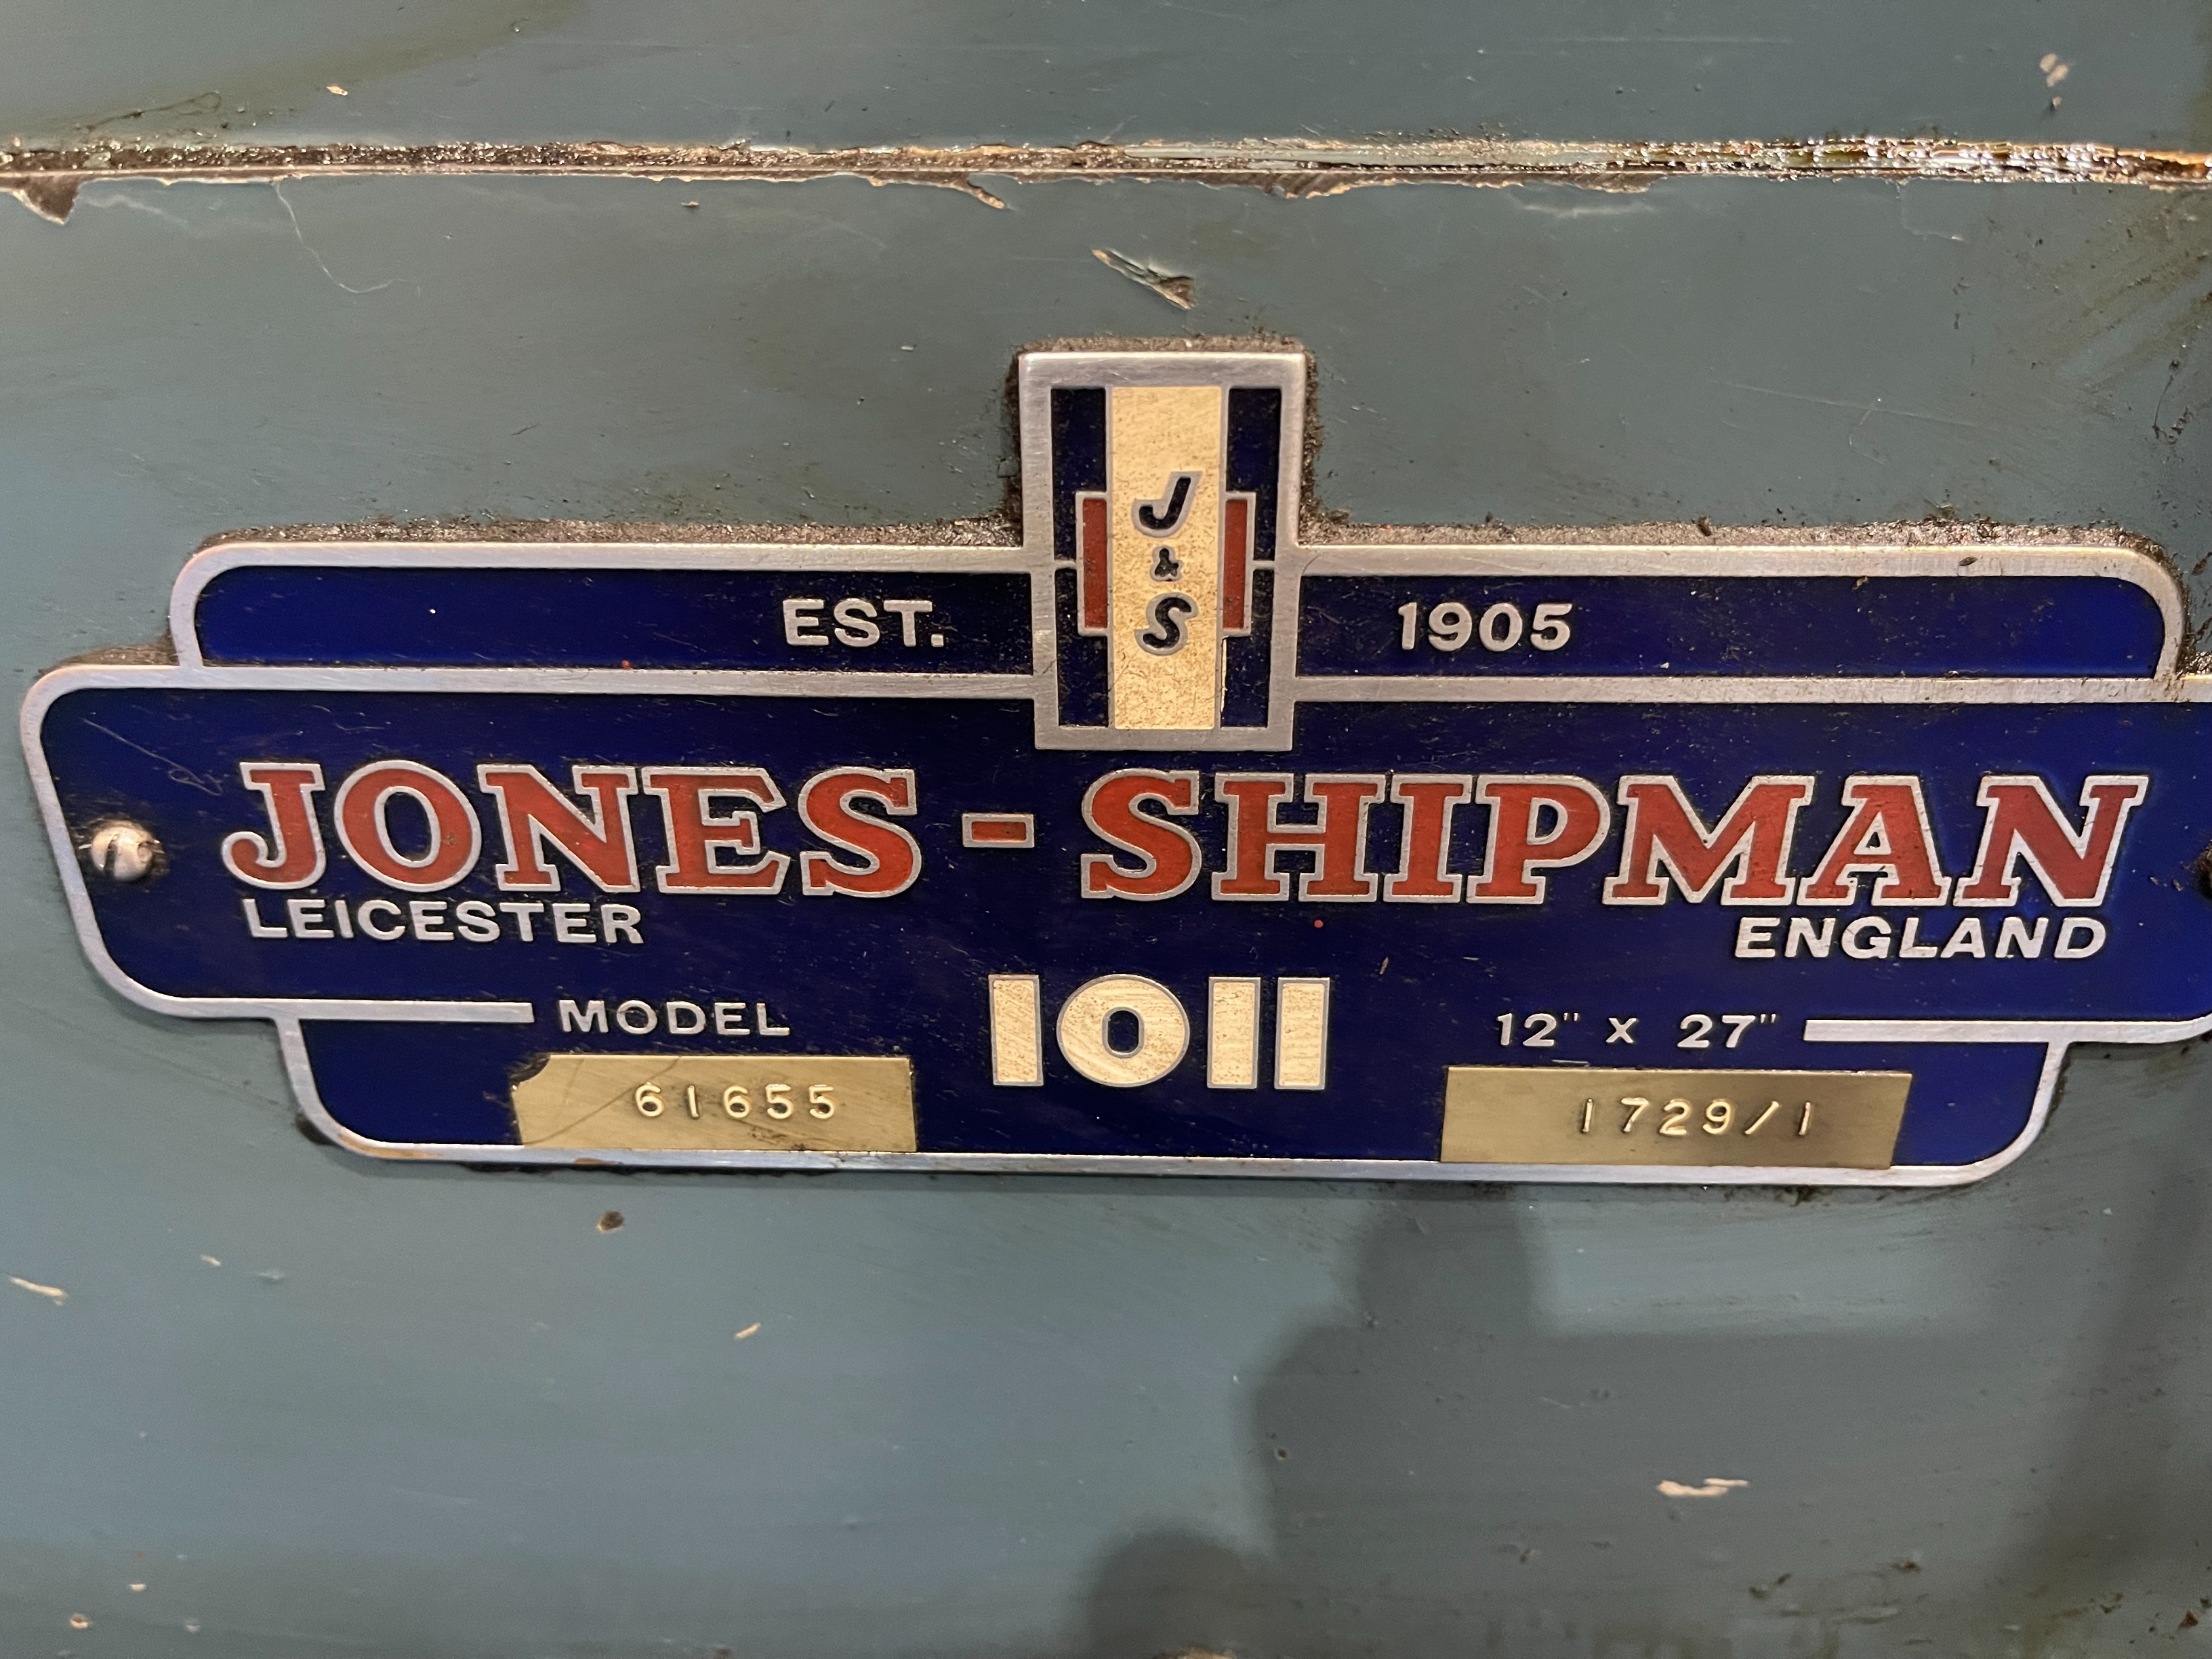 J
&
S
EST. 1905
JONES - SHIPMAN
LEICESTER ENGLAND
MODEL 1011 12" x 27"
61655 1729/1